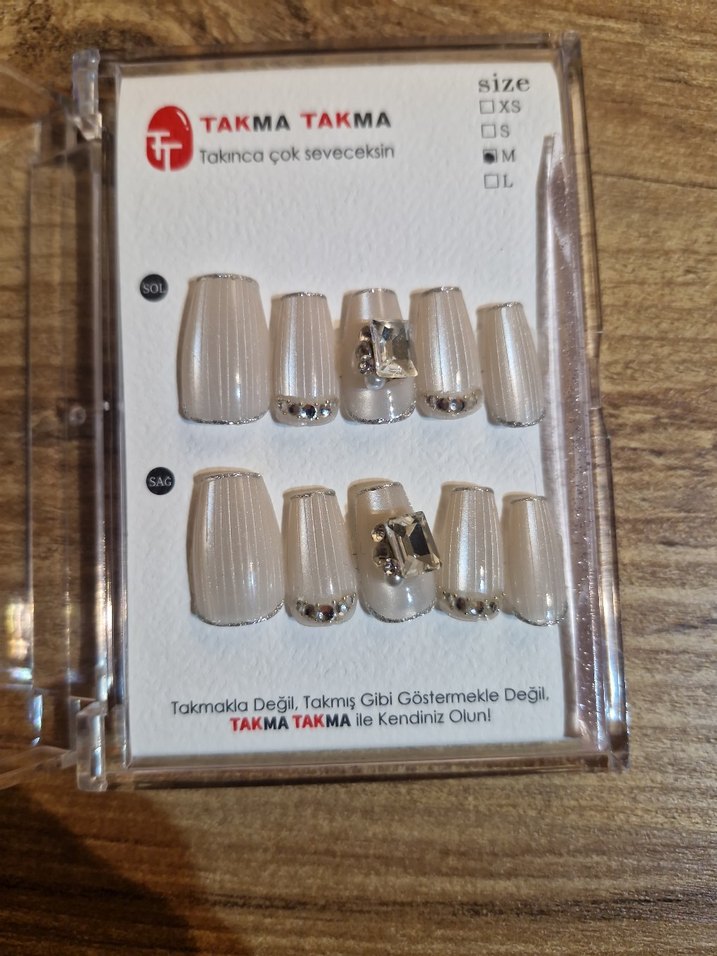 size
XS
S
M
L
TT
TAKMA TAKMA
Takınca çok seveceksin
SOL
SAĞ
Takmakla Değil, Takmış Gibi Göstermekle Değil,
TAKMA TAKMA ile Kendiniz Olun!